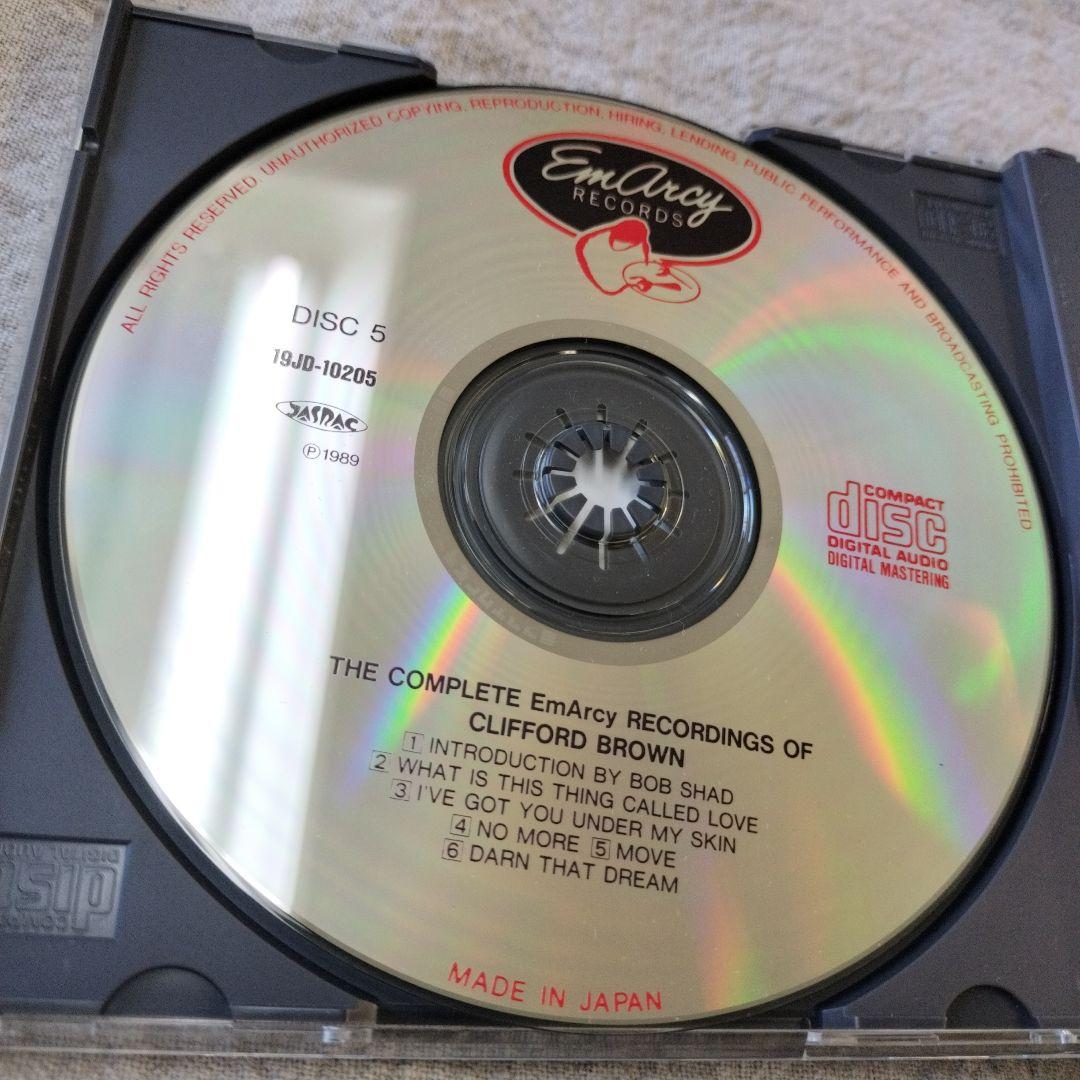 ALL RIGHTS RESERVED. UNAUTHORIZED COPYING, REPRODUCTION, HIRING, LENDING, PUBLIC PERFORMANCE AND BROADCASTING PROHIBITED.
EmArcy
RECORDS
DISC 5
19JD-10205
JASRAC
Ⓟ1989
COMPACT
disc
DIGITAL AUDIO
DIGITAL MASTERING
THE COMPLETE EmArcy RECORDINGS OF
CLIFFORD BROWN
1 INTRODUCTION BY BOB SHAD
2 WHAT IS THIS THING CALLED LOVE
3 I'VE GOT YOU UNDER MY SKIN
4 NO MORE 5 MOVE
6 DARN THAT DREAM
MADE IN JAPAN